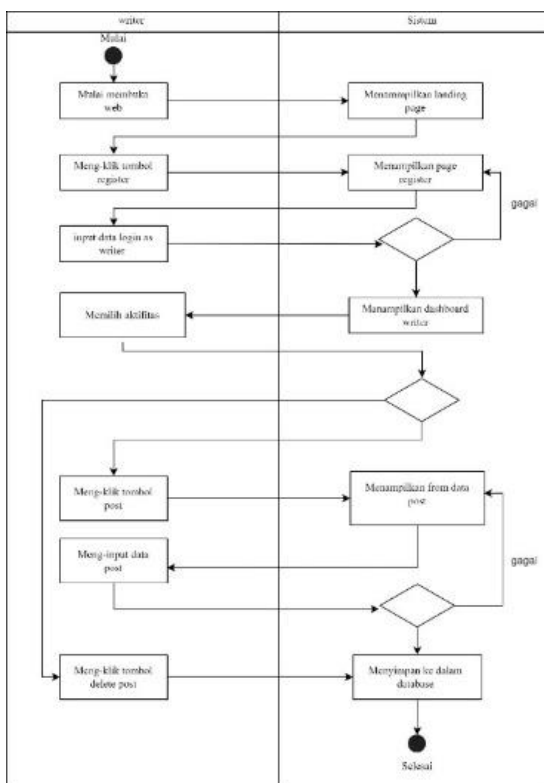 writer
Sistem
Mulai
Mulai membuka
web
Menampilkan landing
page
Meng-klik tombol
register
Menampilkan page
register
gagal
input data login as
writer
Memilih aktifitas
Manampilkan dashboard
writer
Meng-klik tombol
post
Menampilkan from data
post
Meng-input data
post
gagal
Meng-klik tombol
delete post
Menyimpan ke dalam
database
Selesai